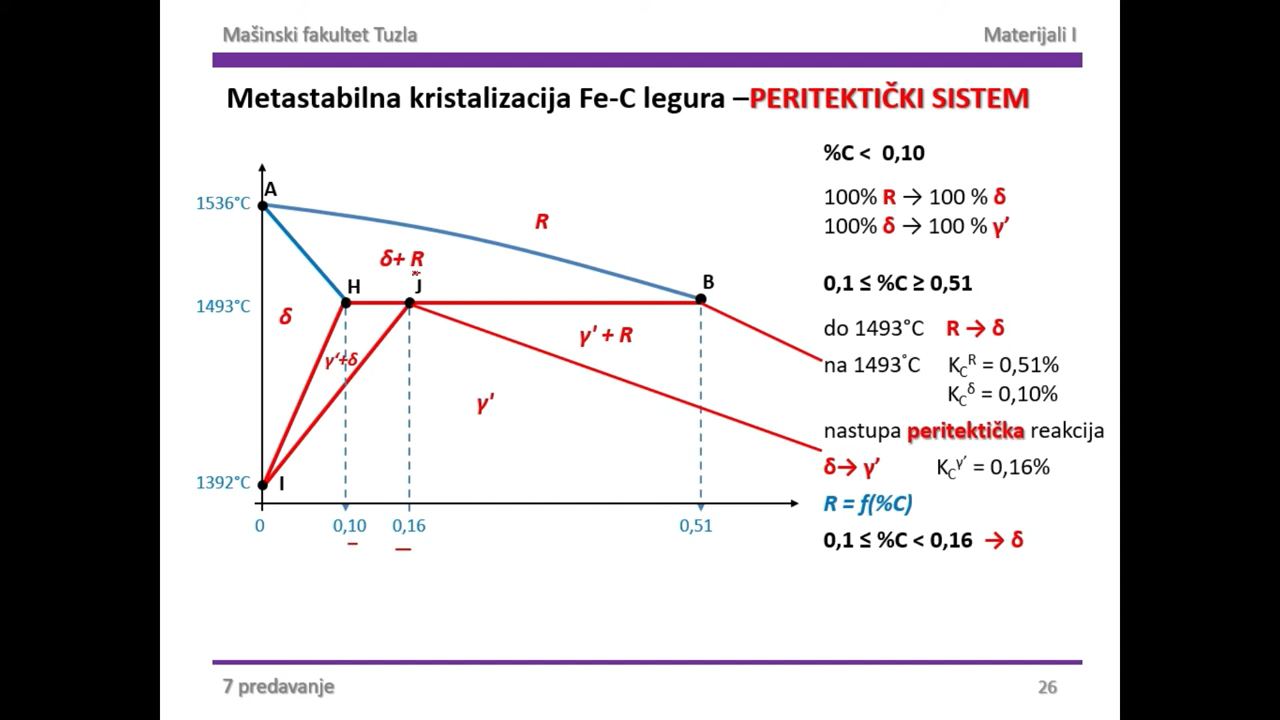 Mašinski fakultet Tuzla
Materijali I
Metastabilna kristalizacija Fe-C legura –PERITEKTIČKI SISTEM
%C < 0,10
100% R → 100 % δ
100% δ → 100 % γ’
0,1 ≤ %C ≥ 0,51
do 1493°C R → δ
na 1493°C K_C^R = 0,51%
K_C^δ = 0,10%
nastupa peritektička reakcija
δ→ γ’ K_C^γ’ = 0,16%
R = f(%C)
0,1 ≤ %C < 0,16 → δ
A
1536°C
R
δ+ R
H
J
B
1493°C
δ
γ'+δ
γ' + R
γ'
1392°C
I
0
0,10
0,16
0,51
7 predavanje
26